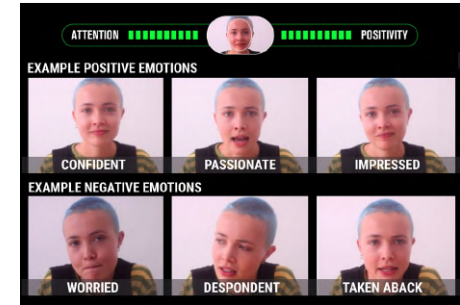 ATTENTION POSITIVITY
EXAMPLE POSITIVE EMOTIONS
CONFIDENT PASSIONATE IMPRESSED
EXAMPLE NEGATIVE EMOTIONS
WORRIED DESPONDENT TAKEN ABACK